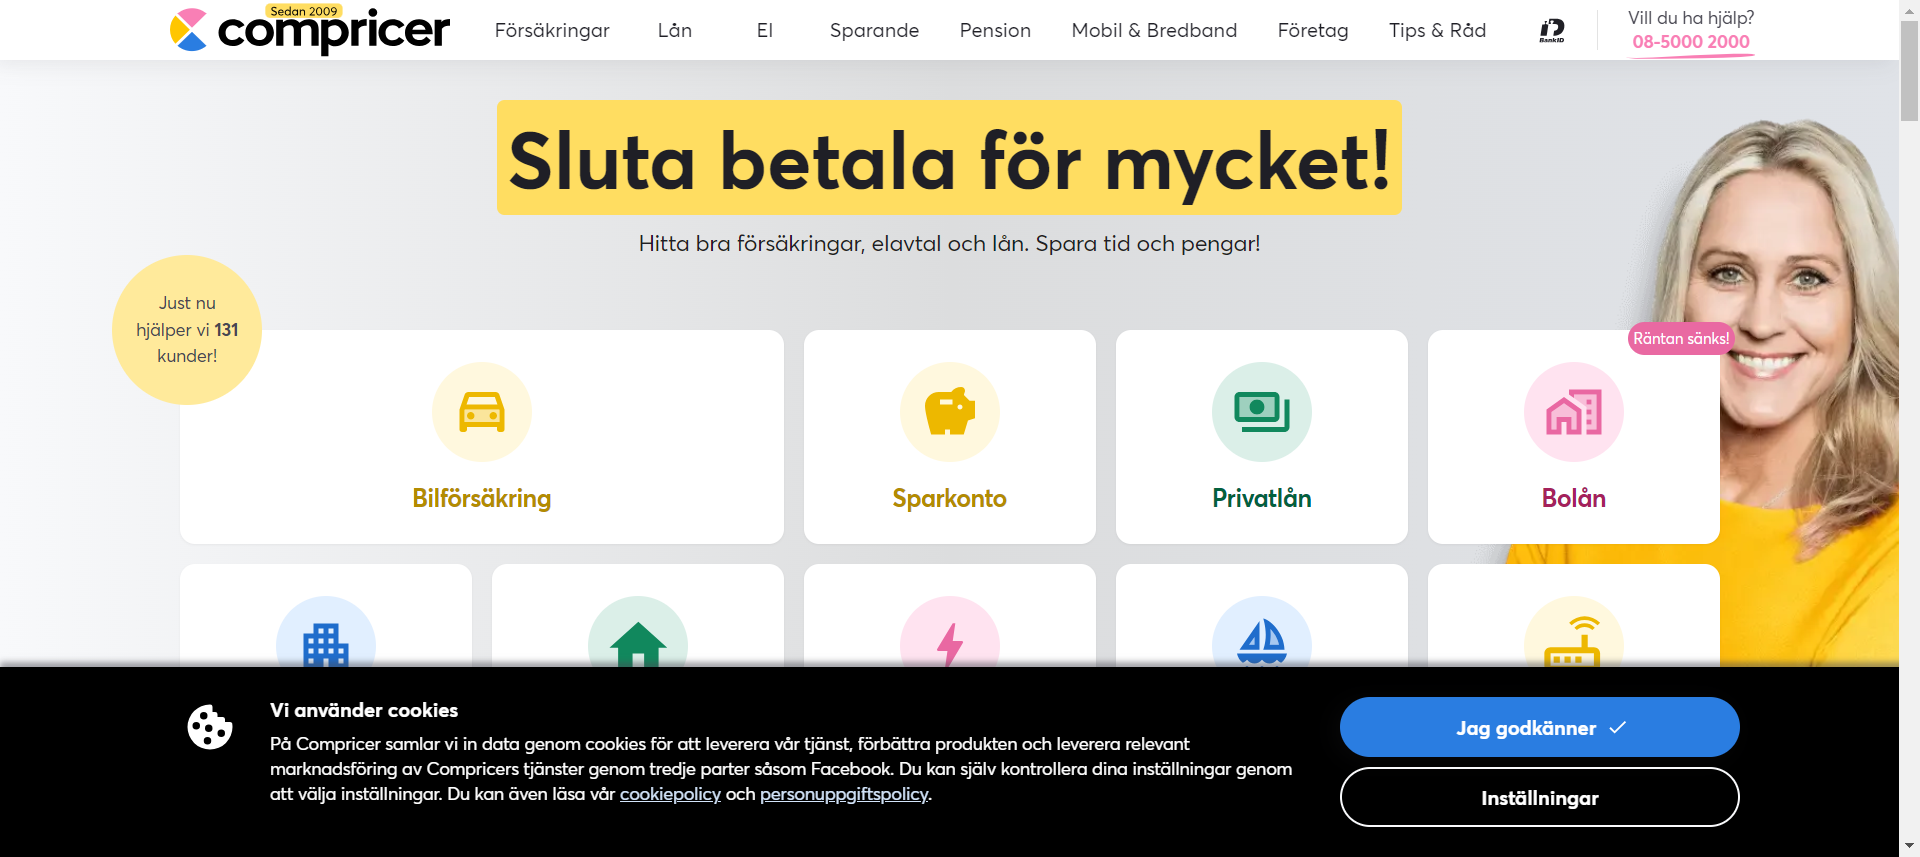 Sedan 2009
compricer
Försäkringar
Lån
El
Sparande
Pension
Mobil & Bredband
Företag
Tips & Råd
BankID
Vill du ha hjälp?
08-5000 2000
Sluta betala för mycket!
Hitta bra försäkringar, elavtal och lån. Spara tid och pengar!
Just nu
hjälper vi 131
kunder!
Räntan sänks!
Bilförsäkring
Sparkonto
Privatlån
Bolån
Vi använder cookies
På Compricer samlar vi in data genom cookies för att leverera vår tjänst, förbättra produkten och leverera relevant
marknadsföring av Compricers tjänster genom tredje parter såsom Facebook. Du kan själv kontrollera dina inställningar genom
att välja inställningar. Du kan även läsa vår cookiepolicy och personuppgiftspolicy.
Jag godkänner
Inställningar